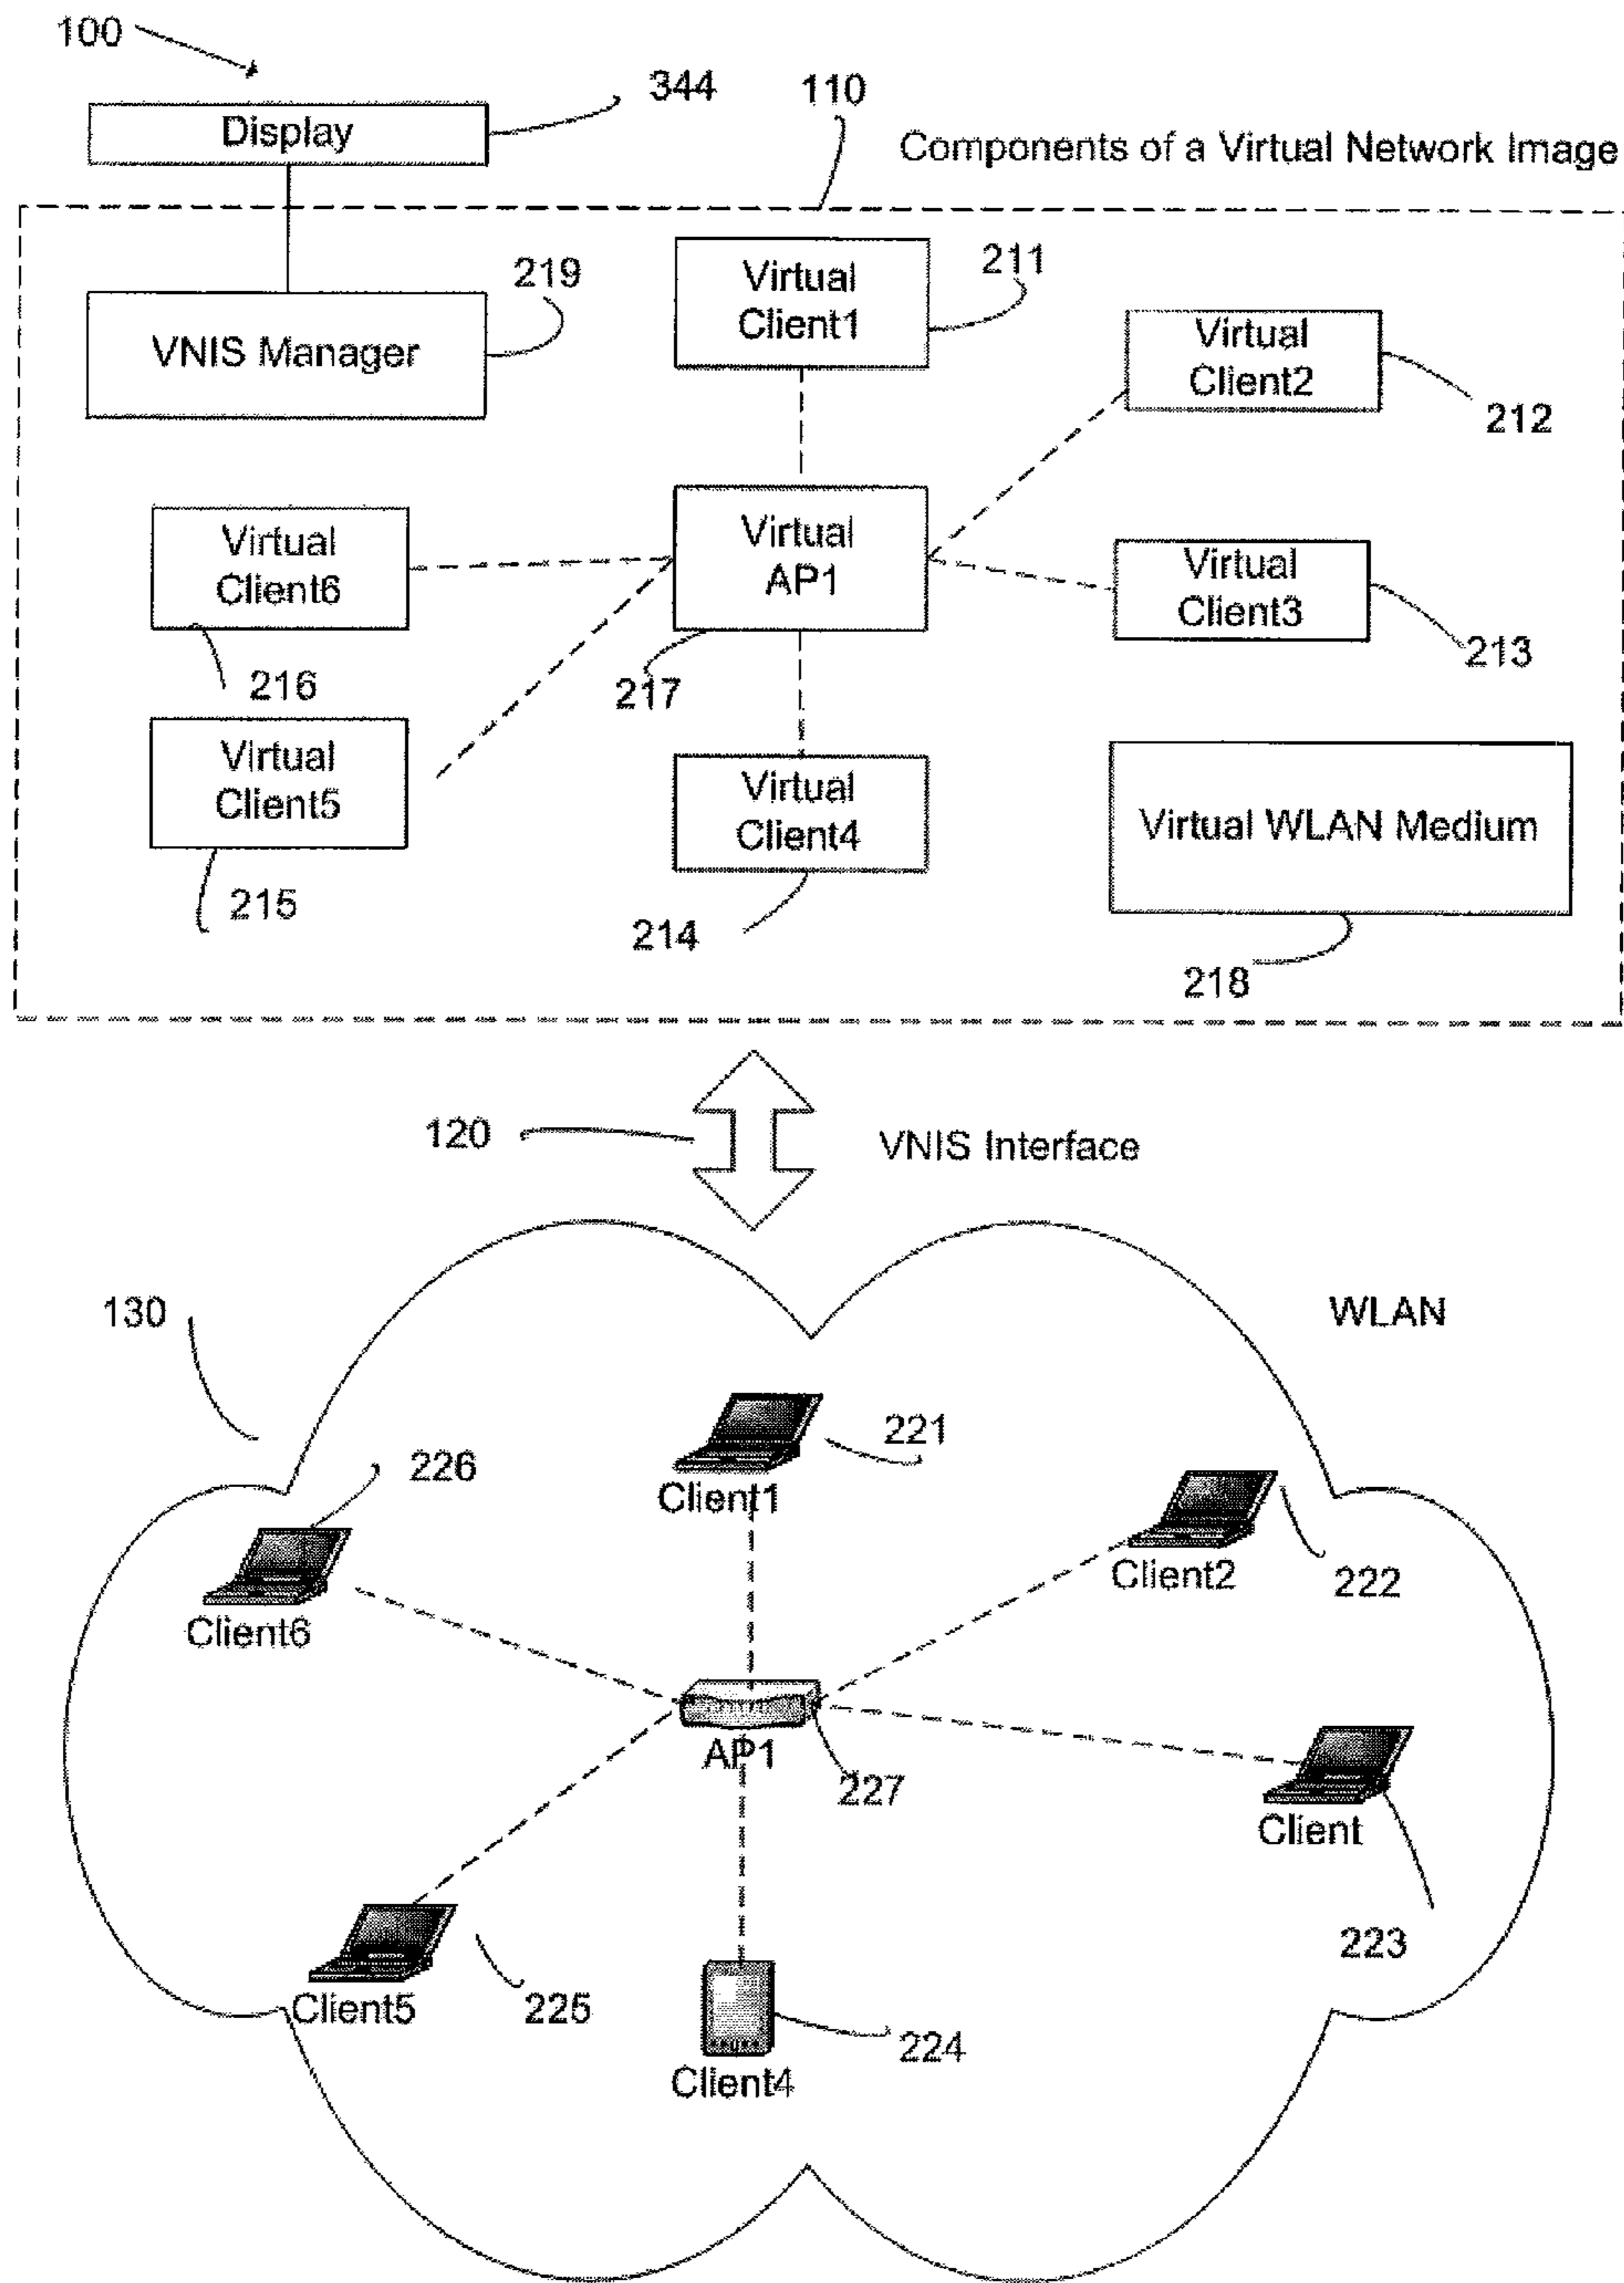 100
344
110
Display
Components of a Virtual Network Image
219
VNIS Manager
Virtual
Client1
211
Virtual
Client2
212
Virtual
Client6
216
Virtual
AP1
217
Virtual
Client3
213
Virtual
Client5
215
Virtual
Client4
214
Virtual WLAN Medium
218
120
VNIS Interface
130
WLAN
221
Client1
226
Client6
Client2
222
AP1
227
Client
223
Client5
225
224
Client4